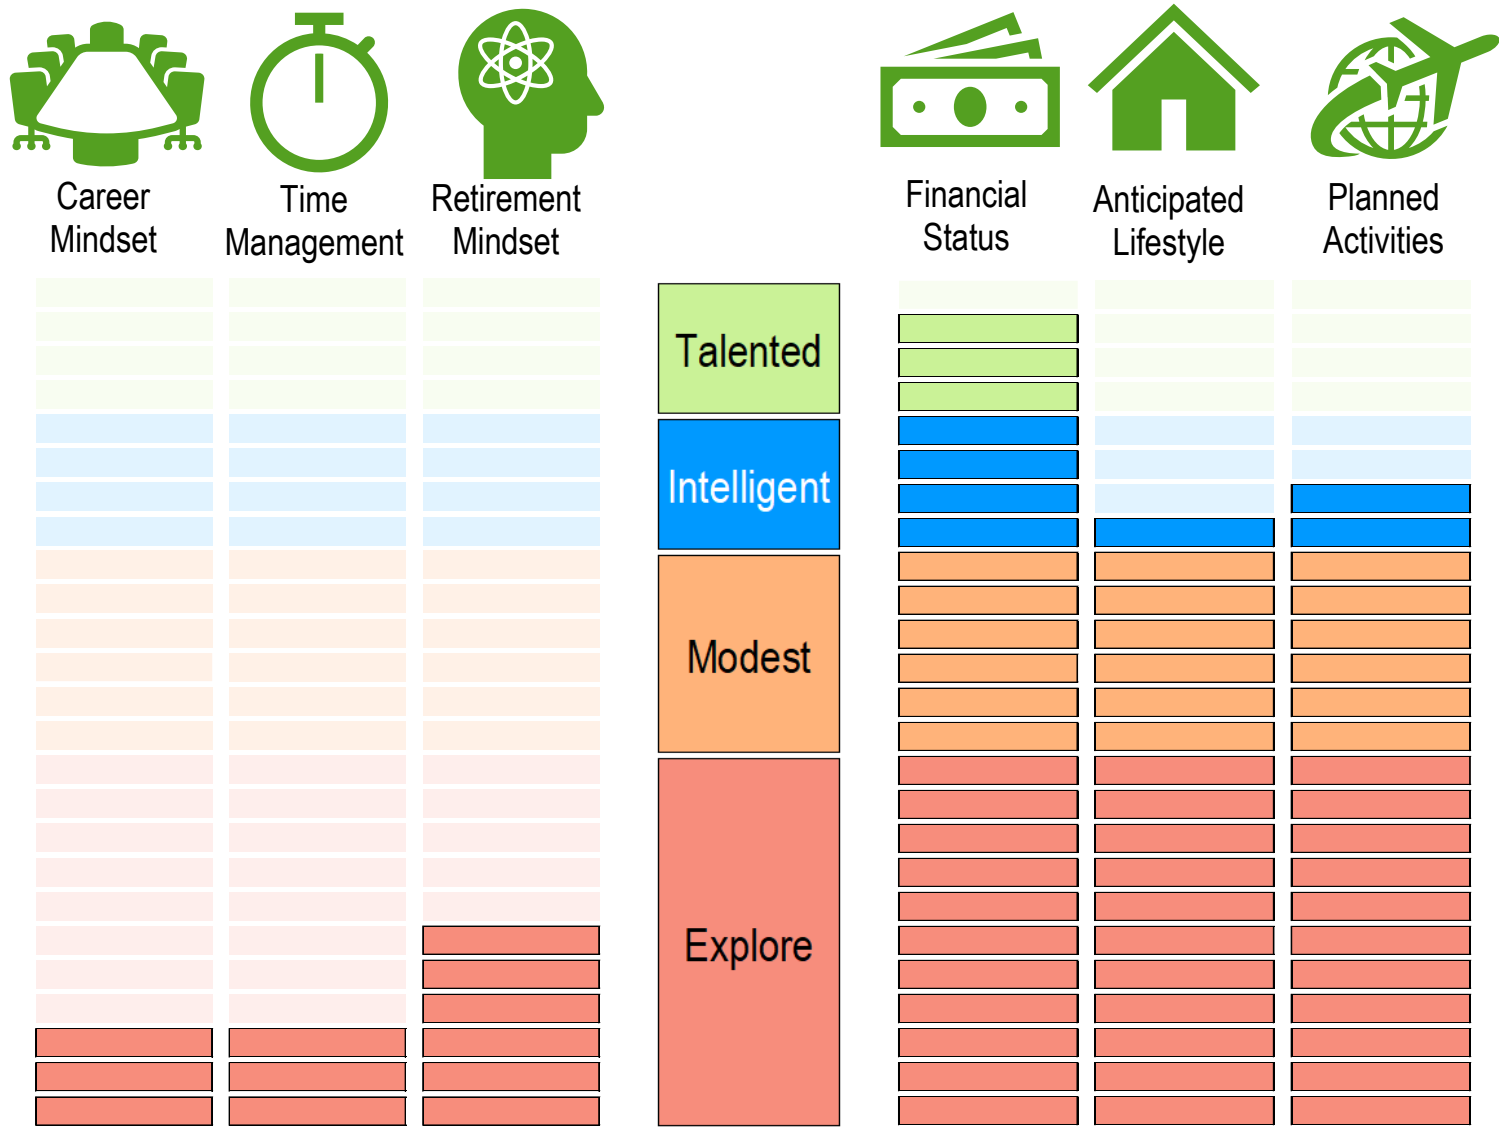 Career
Mindset
Time
Management
Retirement
Mindset
Financial
Status
Anticipated
Lifestyle
Planned
Activities
Talented
Intelligent
Modest
Explore